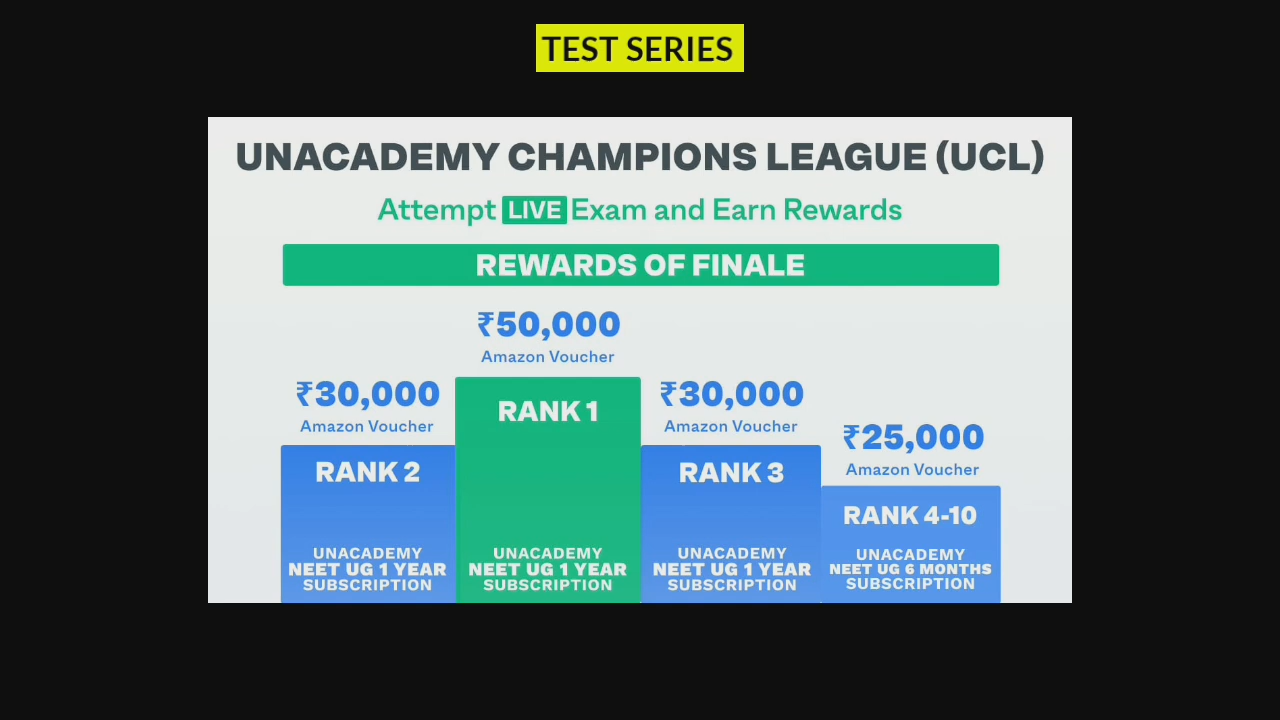 TEST SERIES
UNACADEMY CHAMPIONS LEAGUE (UCL)
Attempt LIVE Exam and Earn Rewards
REWARDS OF FINALE
₹50,000
Amazon Voucher
RANK 1
UNACADEMY
NEET UG 1 YEAR
SUBSCRIPTION
₹30,000
Amazon Voucher
RANK 2
UNACADEMY
NEET UG 1 YEAR
SUBSCRIPTION
₹30,000
Amazon Voucher
RANK 3
UNACADEMY
NEET UG 1 YEAR
SUBSCRIPTION
₹25,000
Amazon Voucher
RANK 4-10
UNACADEMY
NEET UG 6 MONTHS
SUBSCRIPTION